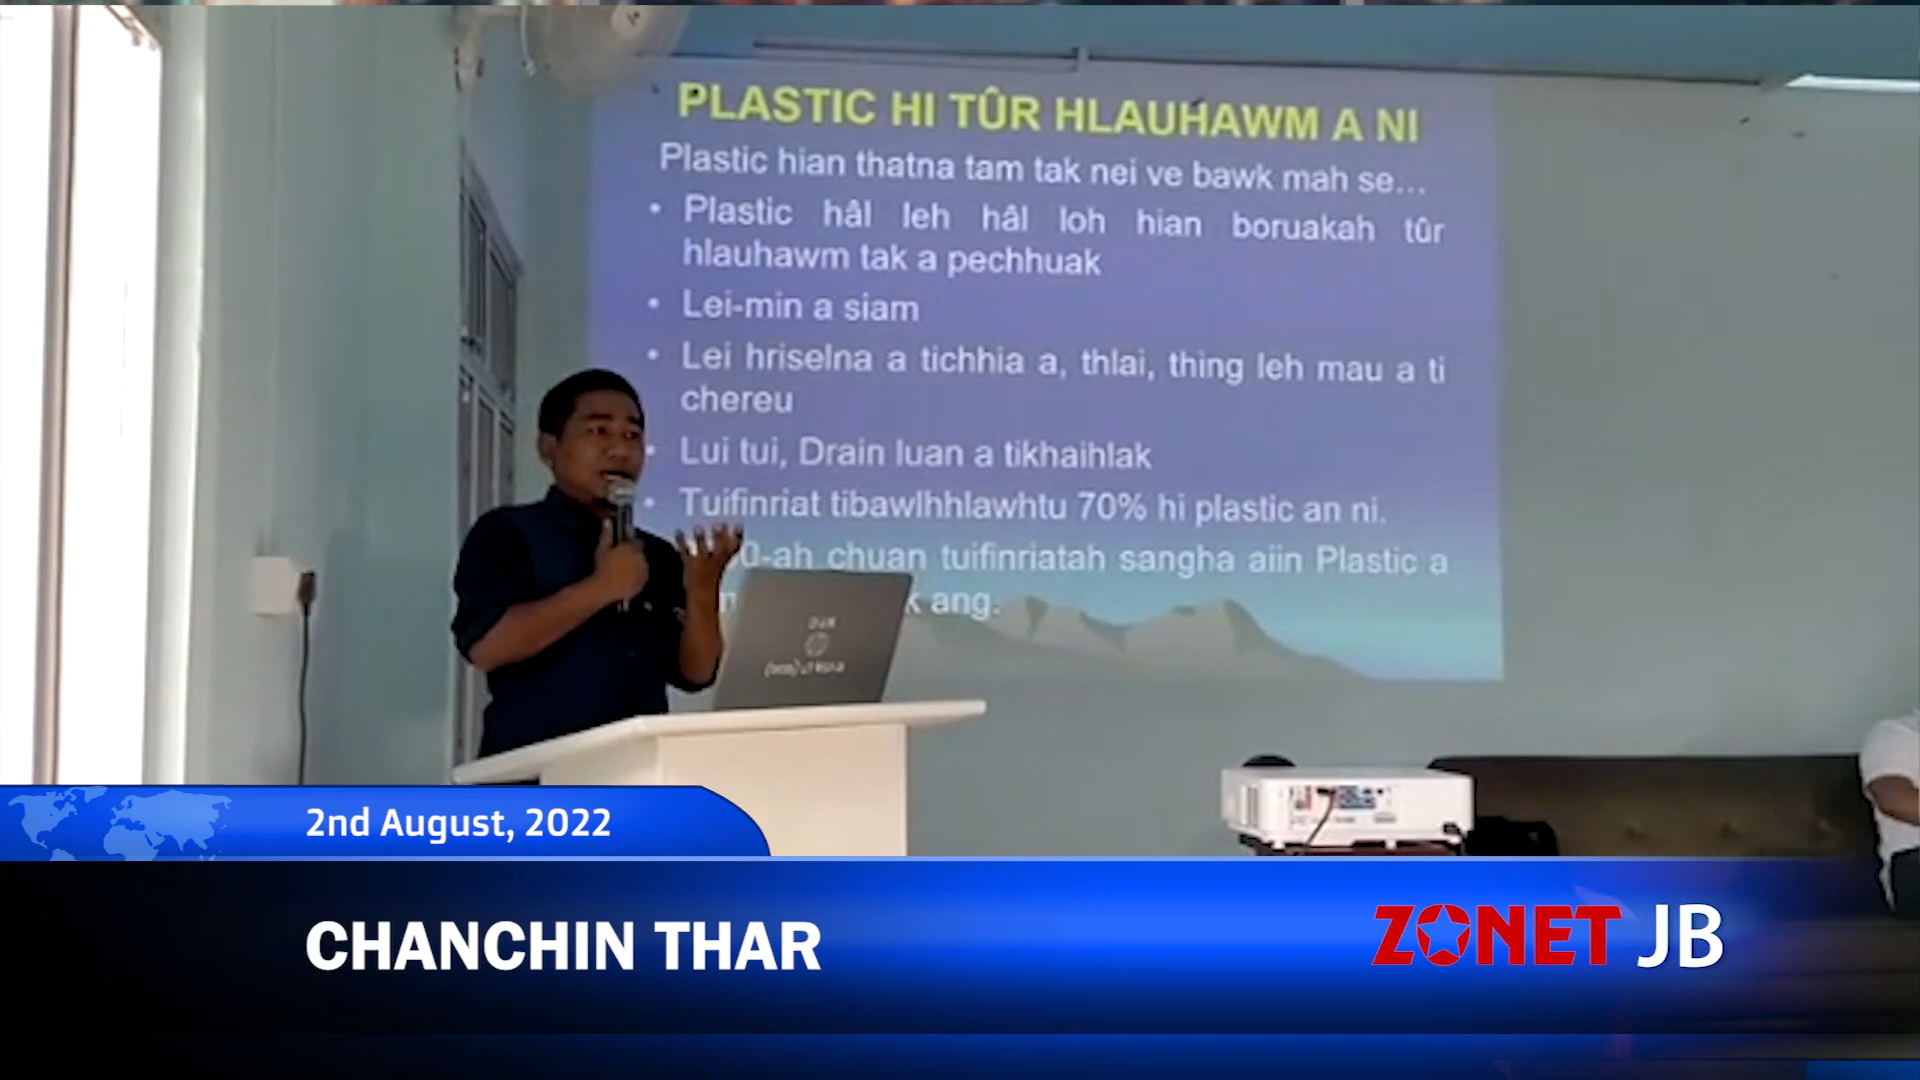 PLASTIC HI TÛR HLAUHAWM A NI
Plastic hian thatna tam tak nei ve bawk mah se...
• Plastic hâl leh hâl loh hian boruakah tûr
hlauhawm tak a pechhuak
• Lei-min a siam
• Lei hriselna a tichhia a, thlai, thing leh mau a ti
chereu
• Lui tui, Drain luan a tikhaihlak
• Tuifinriat tibawlhhlawhtu 70% hi plastic an ni.
0-ah chuan tuifinriatah sangha aiin Plastic a
ang.
2nd August, 2022
CHANCHIN THAR
ZONET JB